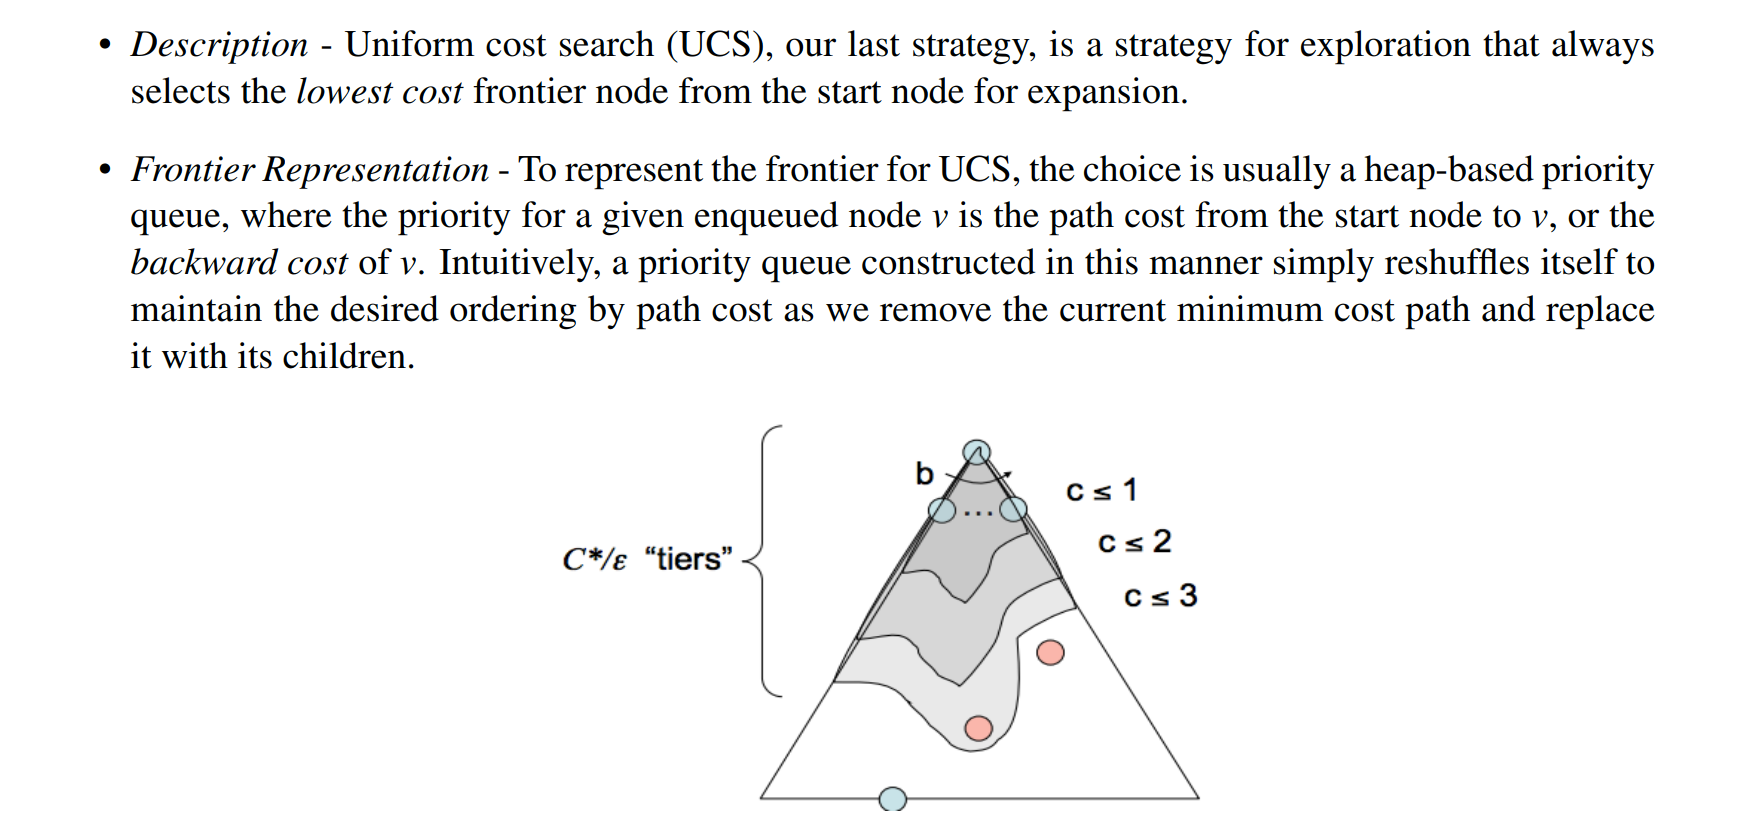 • Description - Uniform cost search (UCS), our last strategy, is a strategy for exploration that always
selects the lowest cost frontier node from the start node for expansion.
• Frontier Representation - To represent the frontier for UCS, the choice is usually a heap-based priority
queue, where the priority for a given enqueued node v is the path cost from the start node to v, or the
backward cost of v. Intuitively, a priority queue constructed in this manner simply reshuffles itself to
maintain the desired ordering by path cost as we remove the current minimum cost path and replace
it with its children.
b
c ≤ 1
...
c ≤ 2
C*/ε “tiers”
c ≤ 3